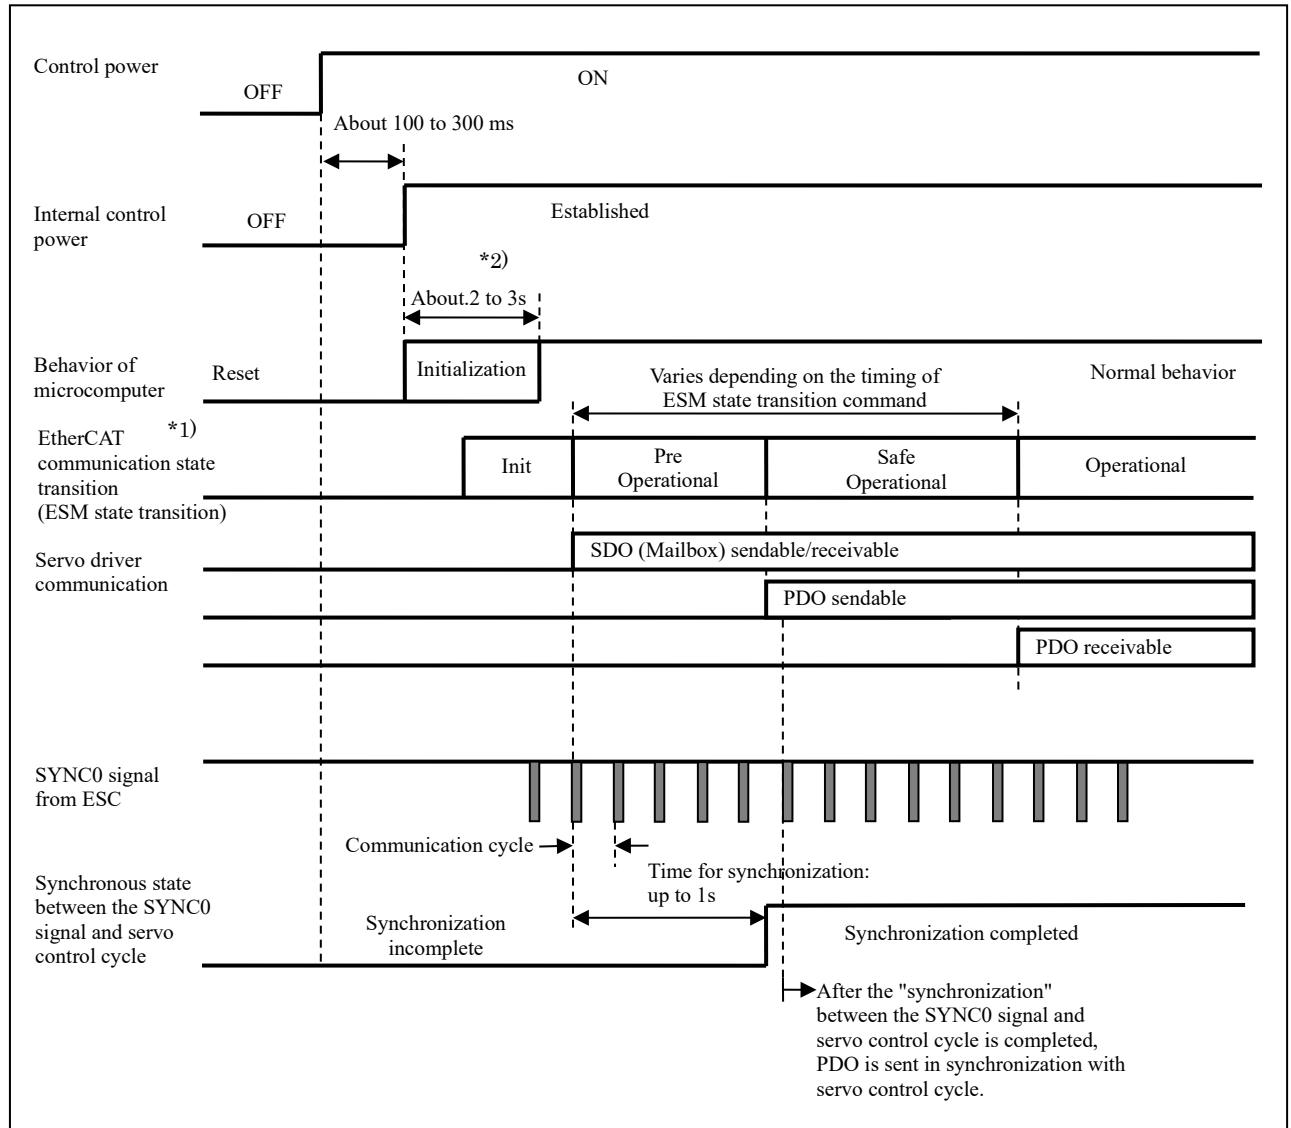 Control power
OFF
ON
About 100 to 300 ms
Internal control
power
OFF
Established
*2)
About.2 to 3s
Behavior of
microcomputer
Reset
Initialization
Varies depending on the timing of
ESM state transition command
Normal behavior
EtherCAT *1)
communication state
transition
(ESM state transition)
Init
Pre
Operational
Safe
Operational
Operational
Servo driver
communication
SDO (Mailbox) sendable/receivable
PDO sendable
PDO receivable
SYNC0 signal
from ESC
Communication cycle
Time for synchronization:
up to 1s
Synchronous state
between the SYNC0
signal and servo
control cycle
Synchronization
incomplete
Synchronization completed
After the "synchronization"
between the SYNC0 signal and
servo control cycle is completed,
PDO is sent in synchronization with
servo control cycle.